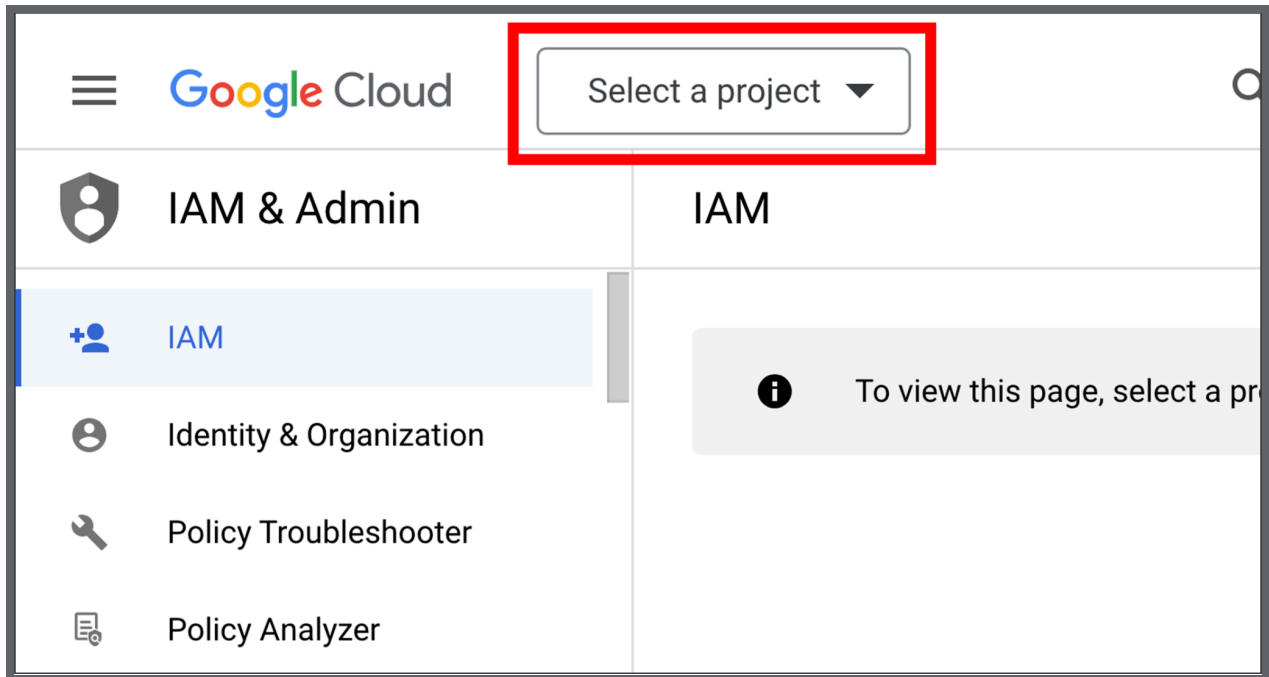 Google Cloud
Select a project
IAM & Admin
IAM
IAM
To view this page, select a
Identity & Organization
Policy Troubleshooter
Policy Analyzer